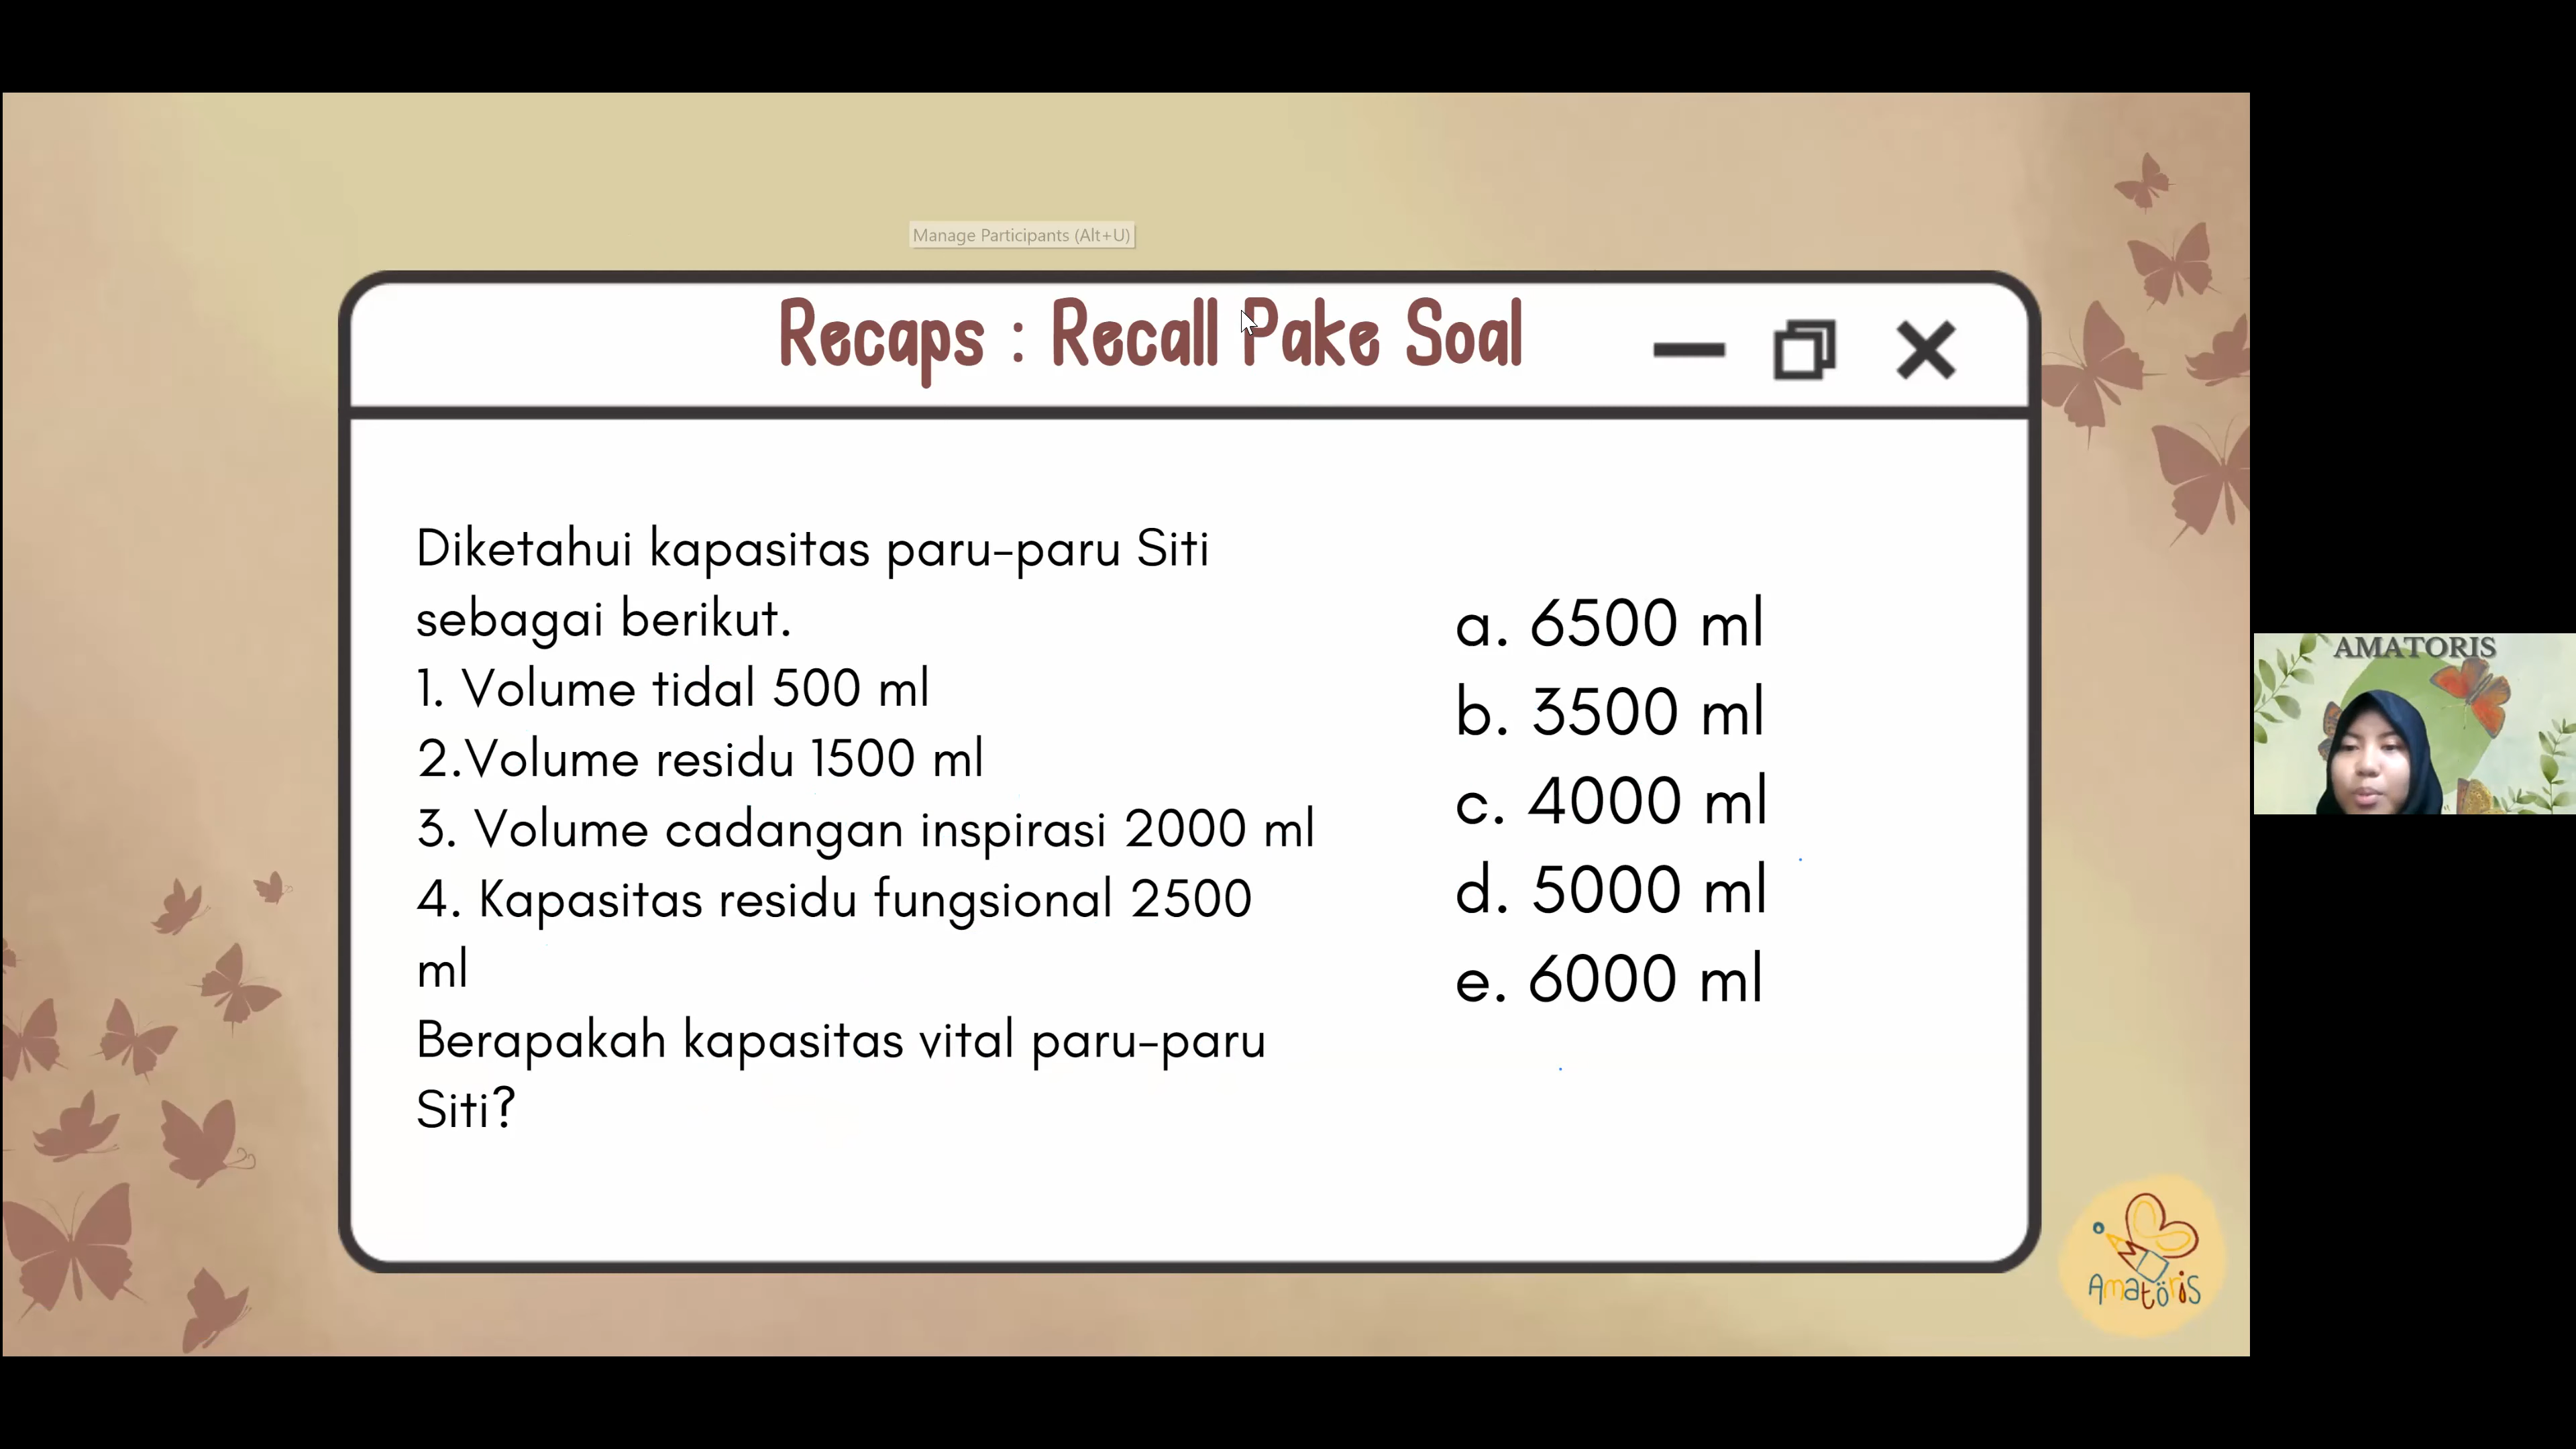 Manage Participants (Alt+U)
Recaps : Recall Pake Soal
Diketahui kapasitas paru-paru Siti
sebagai berikut.
1. Volume tidal 500 ml
2.Volume residu 1500 ml
3. Volume cadangan inspirasi 2000 ml
4. Kapasitas residu fungsional 2500
ml
Berapakah kapasitas vital paru-paru
Siti?
a. 6500 ml
b. 3500 ml
c. 4000 ml
d. 5000 ml
e. 6000 ml
AMATORIS
Amatöris